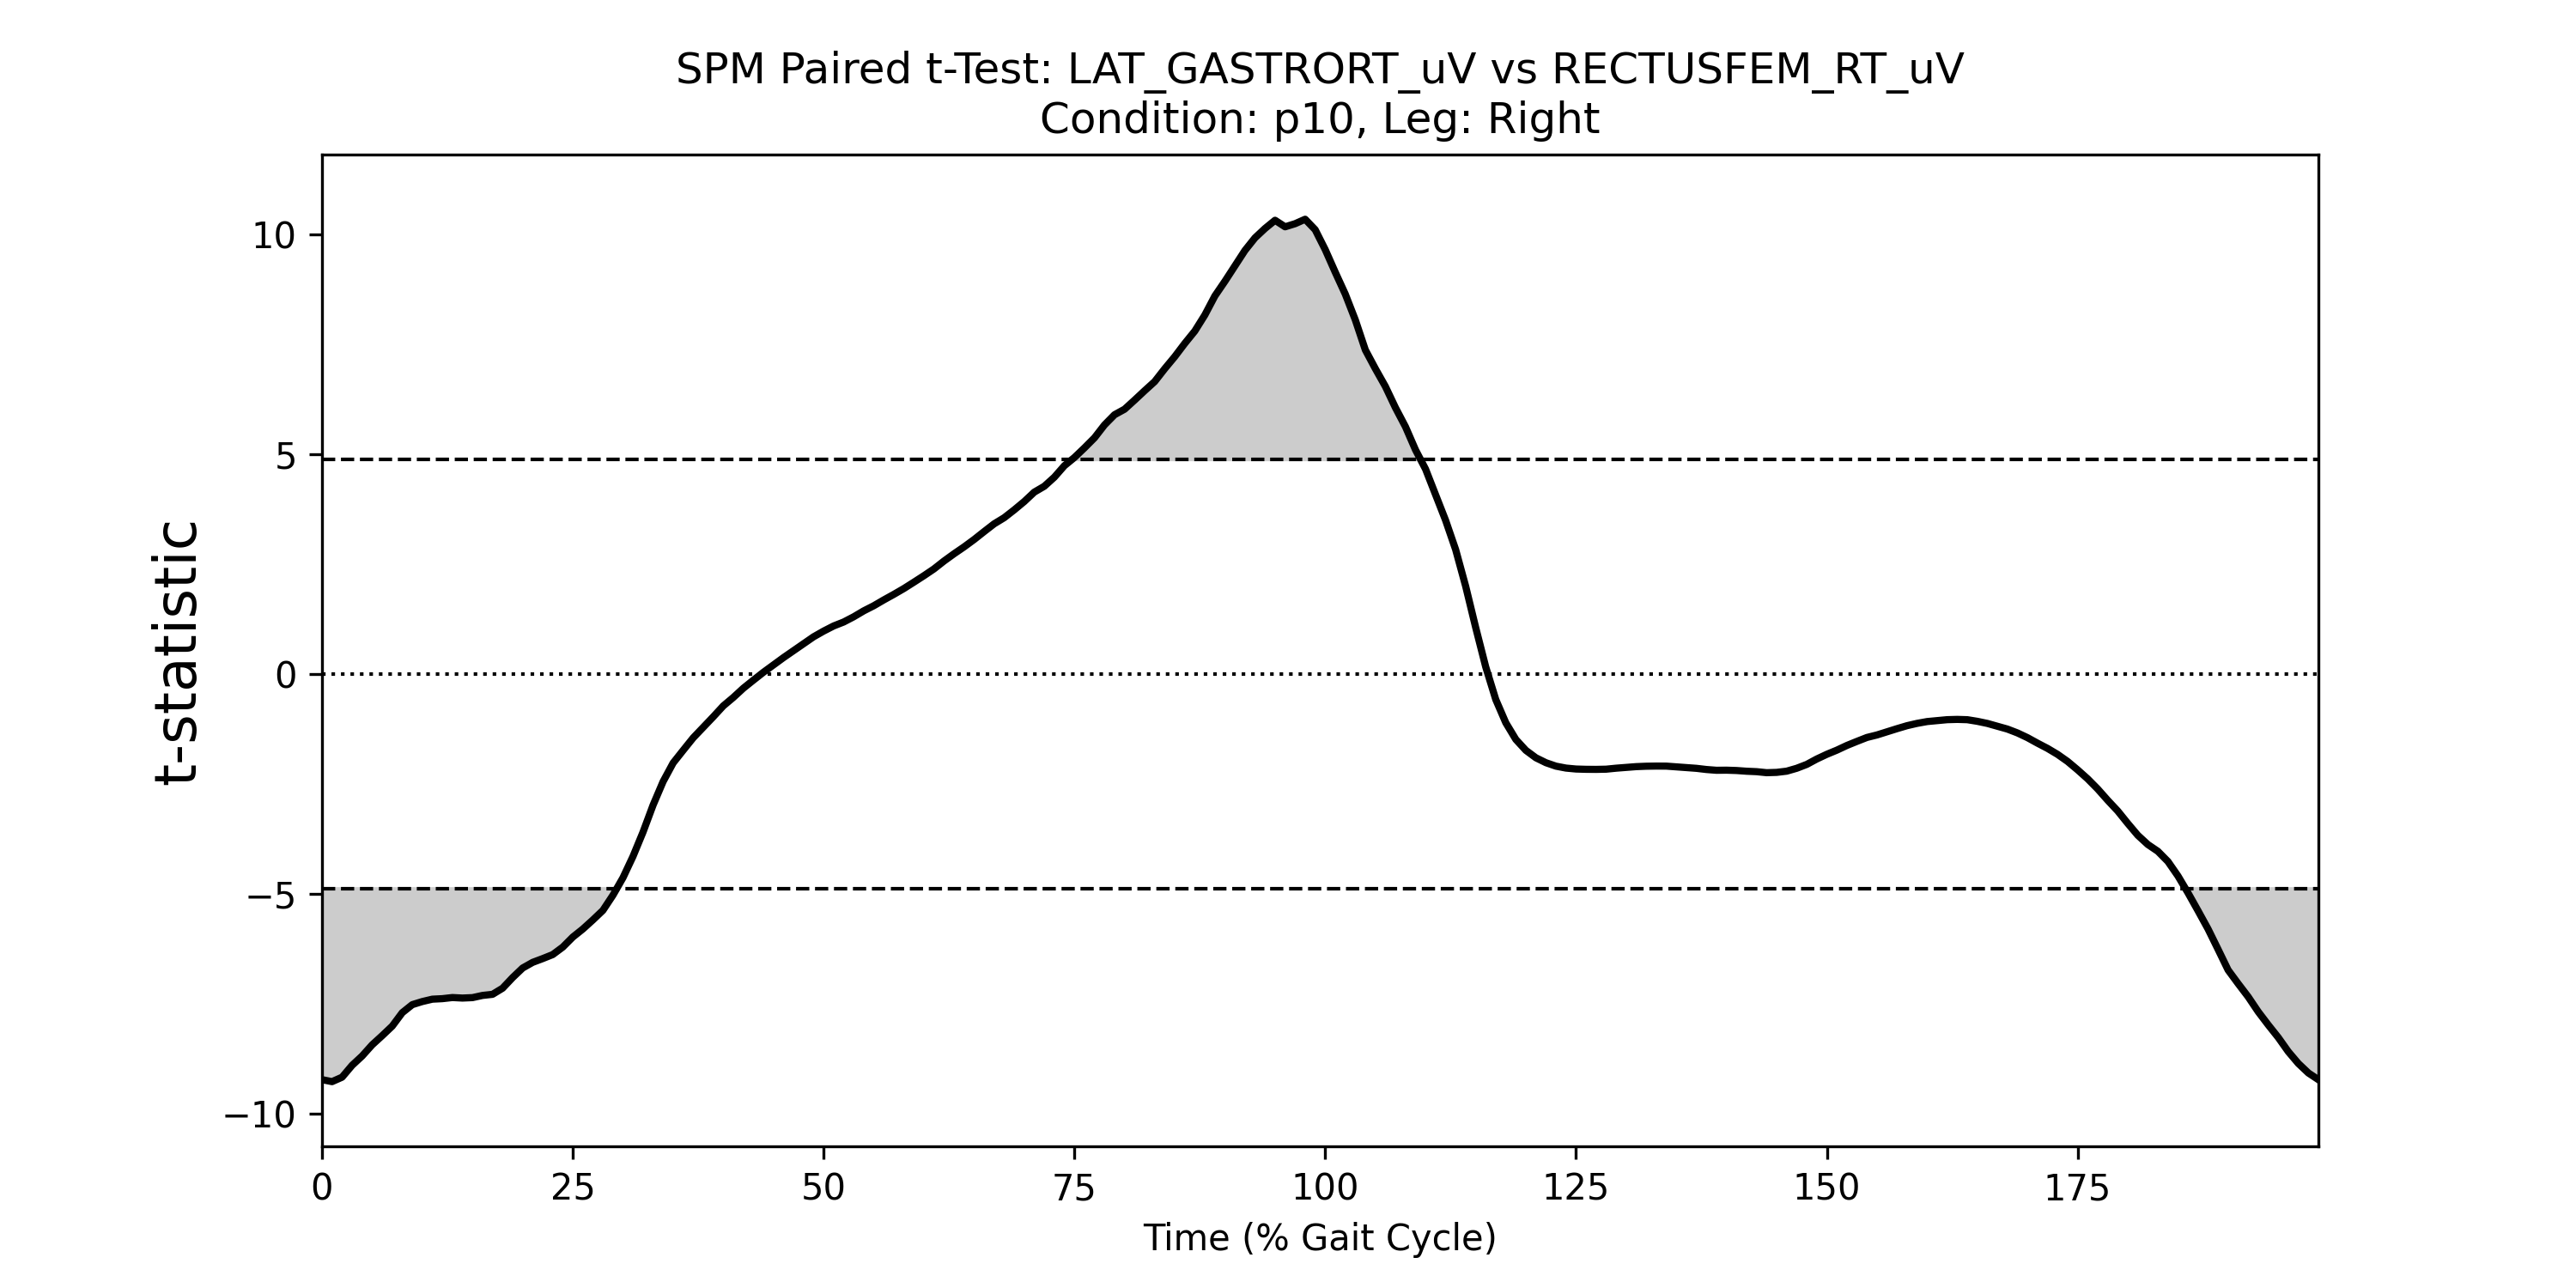 SPM Paired t-Test: LAT_GASTRORT_uV vs RECTUSFEM_RT_uV
Condition: p10, Leg: Right
t-statistic
10
5
0
−5
−10
0 25 50 75 100 125 150 175
Time (% Gait Cycle)